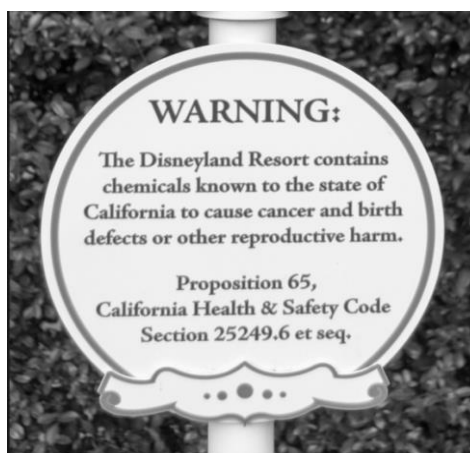 WARNING:
The Disneyland Resort contains
chemicals known to the state of
California to cause cancer and birth
defects or other reproductive harm.
Proposition 65,
California Health & Safety Code
Section 25249.6 et seq.